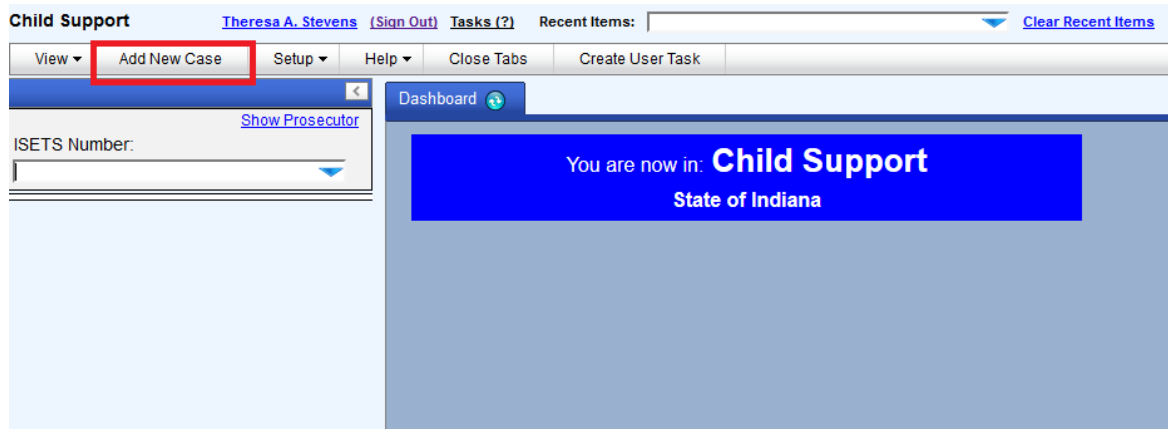 Child Support Theresa A. Stevens (Sign Out) Tasks (?) Recent Items: Clear Recent Items
View Add New Case Setup Help Close Tabs Create User Task
Dashboard
Show Prosecutor
ISETS Number:
You are now in: Child Support
State of Indiana